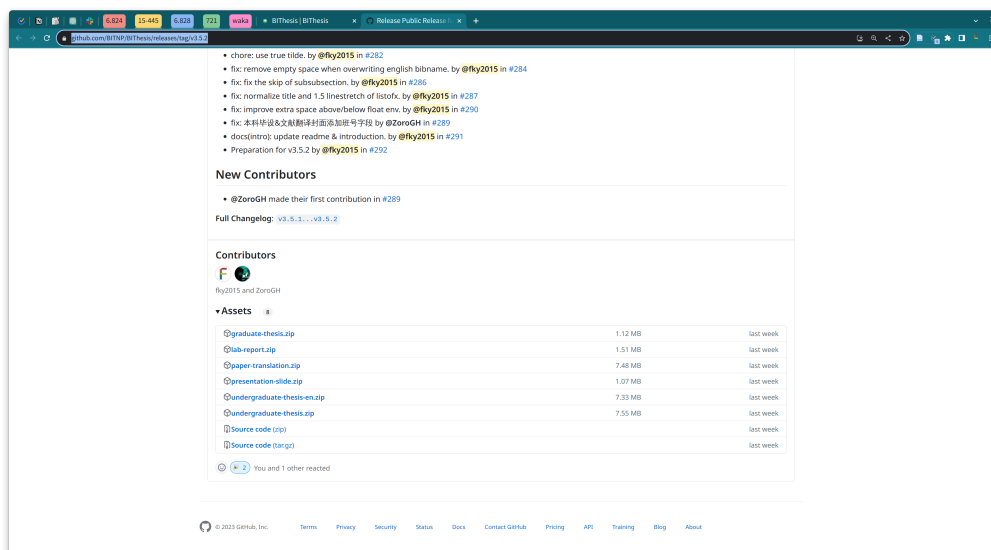 6.824
15-445
6.828
721
waka
BIThesis | BIThesis
Release Public Release
github.com/BITNP/BIThesis/releases/tag/v3.5.2
chore: use true tilde. by @fky2015 in #282
fix: remove empty space when overwriting english bibname. by @fky2015 in #284
fix: fix the skip of subsubsection. by @fky2015 in #286
fix: normalize title and 1.5 linestretch of listofx. by @fky2015 in #287
fix: improve extra space above/below float env. by @fky2015 in #290
fix: 本科毕设&文献翻译封面添加班号字段 by @ZoroGH in #289
docs(intro): update readme & introduction. by @fky2015 in #291
Preparation for v3.5.2 by @fky2015 in #292
New Contributors
@ZoroGH made their first contribution in #289
Full Changelog: v3.5.1...v3.5.2
Contributors
fky2015 and ZoroGH
Assets 8
graduate-thesis.zip 1.12 MB last week
lab-report.zip 1.51 MB last week
paper-translation.zip 7.48 MB last week
presentation-slide.zip 1.07 MB last week
undergraduate-thesis-en.zip 7.33 MB last week
undergraduate-thesis.zip 7.55 MB last week
Source code (zip) last week
Source code (tar.gz) last week
2 You and 1 other reacted
© 2023 GitHub, Inc. Terms Privacy Security Status Docs Contact GitHub Pricing API Training Blog About